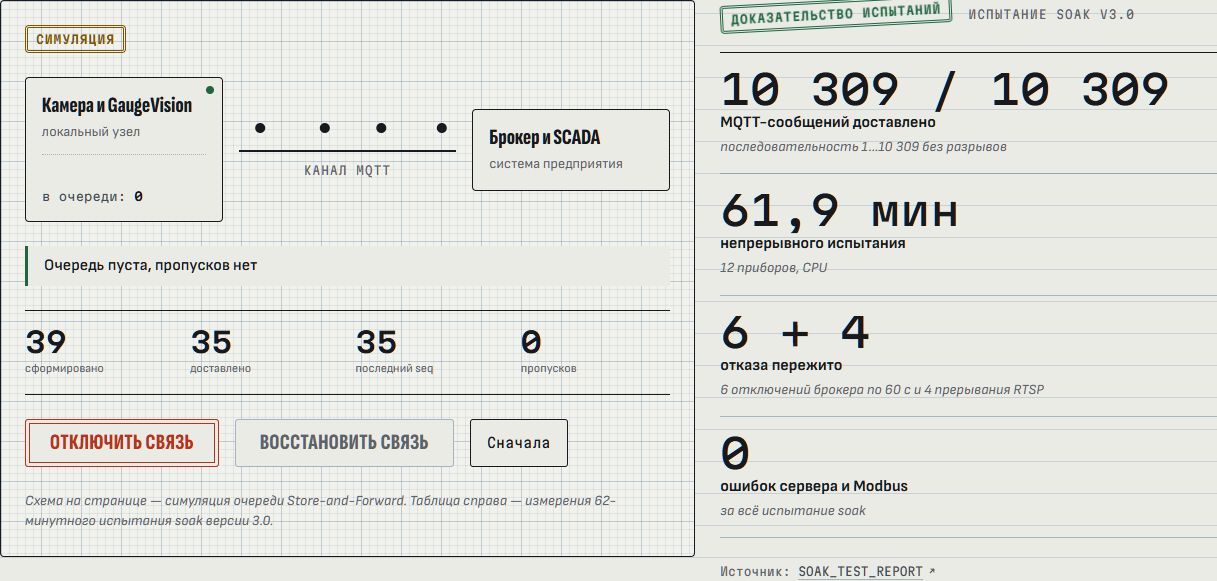 СИМУЛЯЦИЯ
Камера и GaugeVision
локальный узел
в очереди: 0
КАНАЛ MQTT
Брокер и SCADA
система предприятия
Очередь пуста, пропусков нет
39
сформировано
35
доставлено
35
последний seq
0
пропусков
ОТКЛЮЧИТЬ СВЯЗЬ
ВОССТАНОВИТЬ СВЯЗЬ
Сначала
Схема на странице — симуляция очереди Store-and-Forward. Таблица справа — измерения 62-
минутного испытания soak версии 3.0.
ДОКАЗАТЕЛЬСТВО ИСПЫТАНИЙ
ИСПЫТАНИЕ SOAK V3.0
10 309 / 10 309
MQTT-сообщений доставлено
последовательность 1…10 309 без разрывов
61,9 мин
непрерывного испытания
12 приборов, CPU
6 + 4
отказа пережито
6 отключений брокера по 60 с и 4 прерывания RTSP
0
ошибок сервера и Modbus
за всё испытание soak
Источник: SOAK_TEST_REPORT ↗